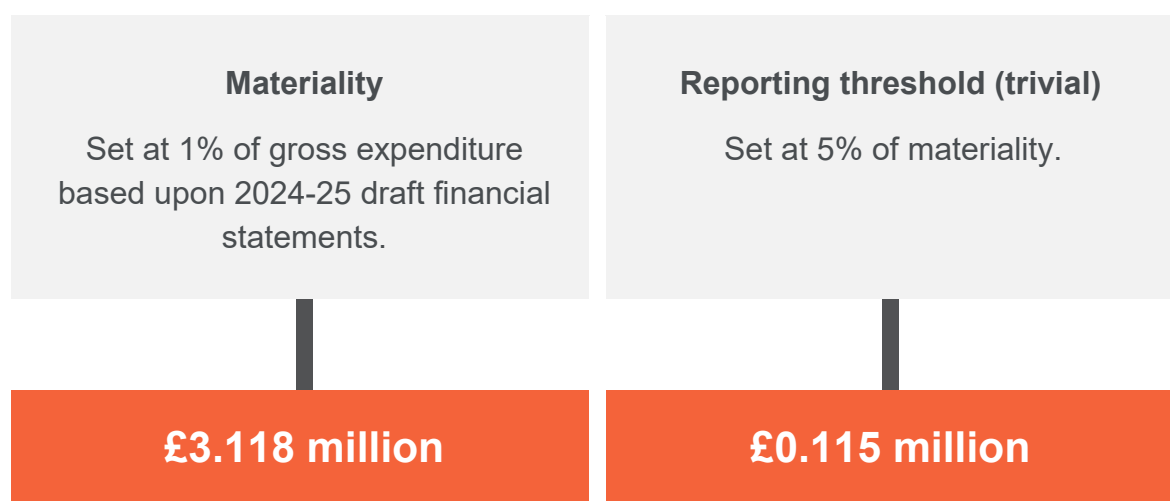 Materiality
Set at 1% of gross expenditure
based upon 2024-25 draft financial
statements.
£3.118 million
Reporting threshold (trivial)
Set at 5% of materiality.
£0.115 million